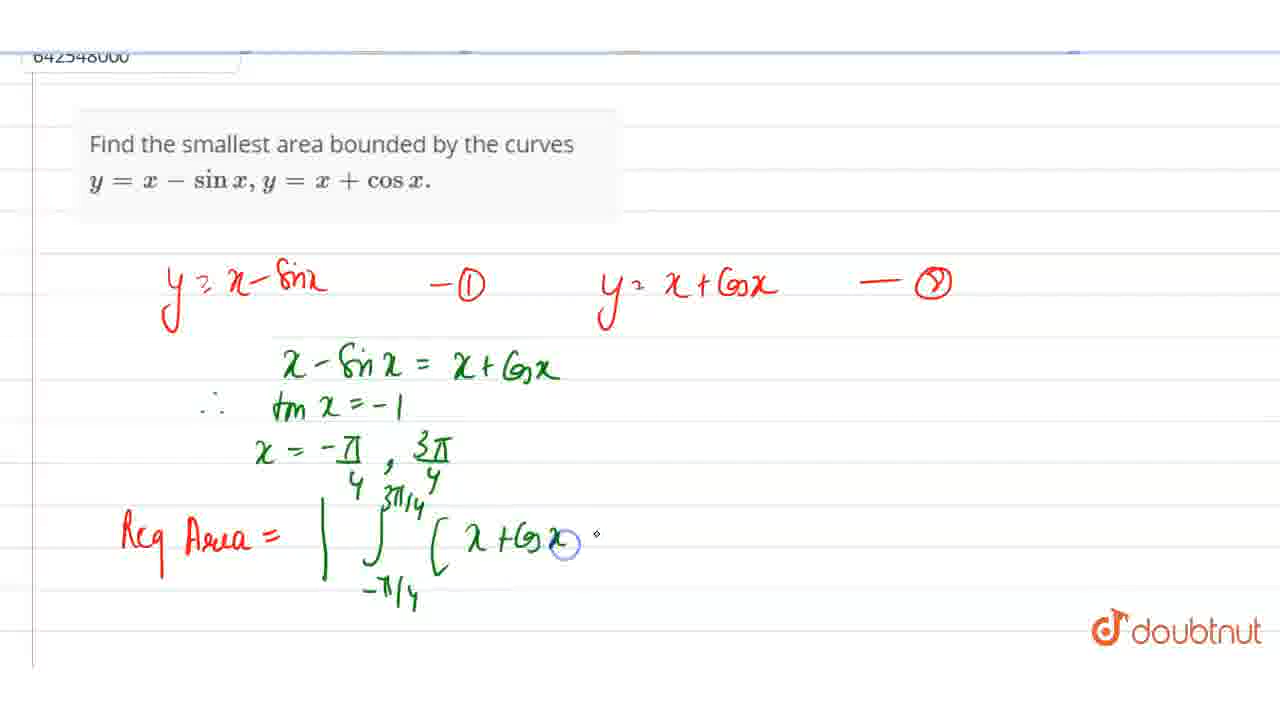 642548000
Find the smallest area bounded by the curves
y = x − sin x, y = x + cos x.
y = x − Sin x — ① y = x + Cos x — ②
x − Sin x = x + Cos x
∴ tan x = −1
x = −π/4 , 3π/4
Req Area = | ∫_{−π/4}^{3π/4} [ x + Cos x
doubtnut